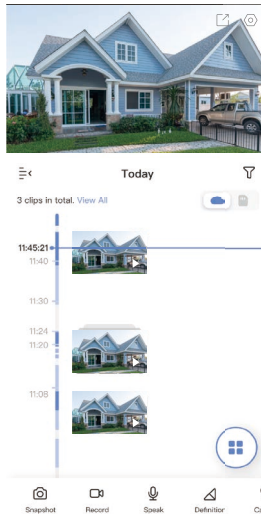 Today
3 clips in total. View All
11:45:21
11:40
11:30
11:24
11:20
11:08
Snapshot Record Speak Definition